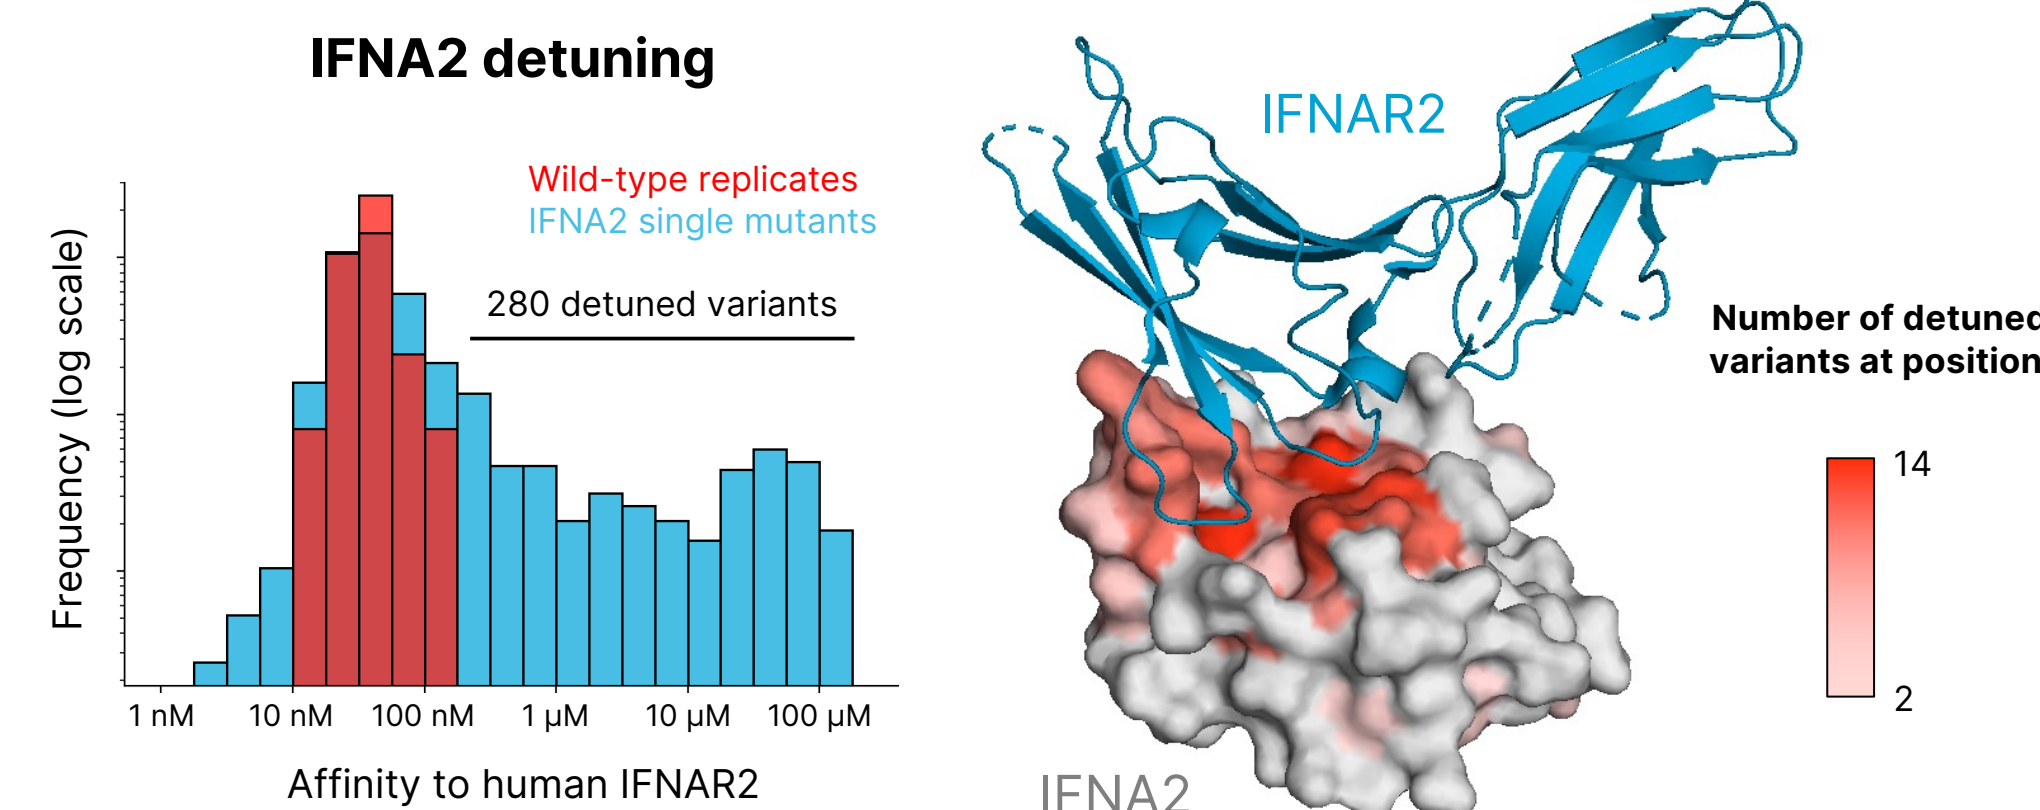 IFNA2 detuning
Wild-type replicates
IFNA2 single mutants
280 detuned variants
Frequency (log scale)
1 nM 10 nM 100 nM 1 µM 10 µM 100 µM
Affinity to human IFNAR2
IFNAR2
IFNA2
Number of detuned
variants at position
14
2